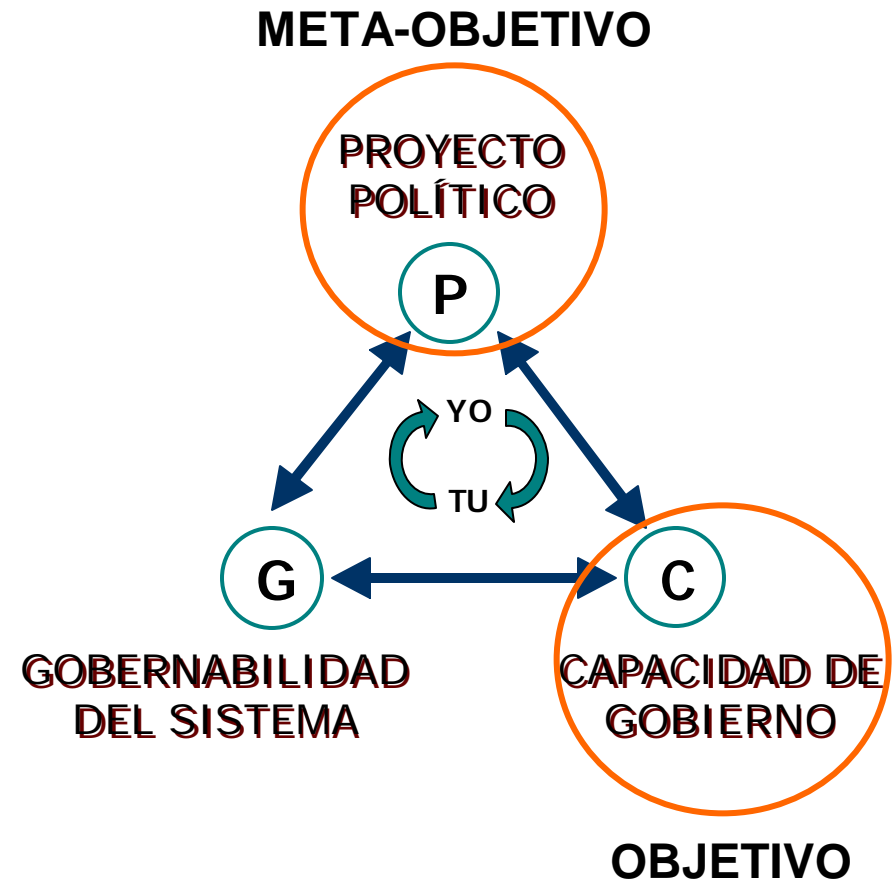 META-OBJETIVO
PROYECTO
POLÍTICO
P
YO
TU
G
C
GOBERNABILIDAD
DEL SISTEMA
CAPACIDAD DE
GOBIERNO
OBJETIVO